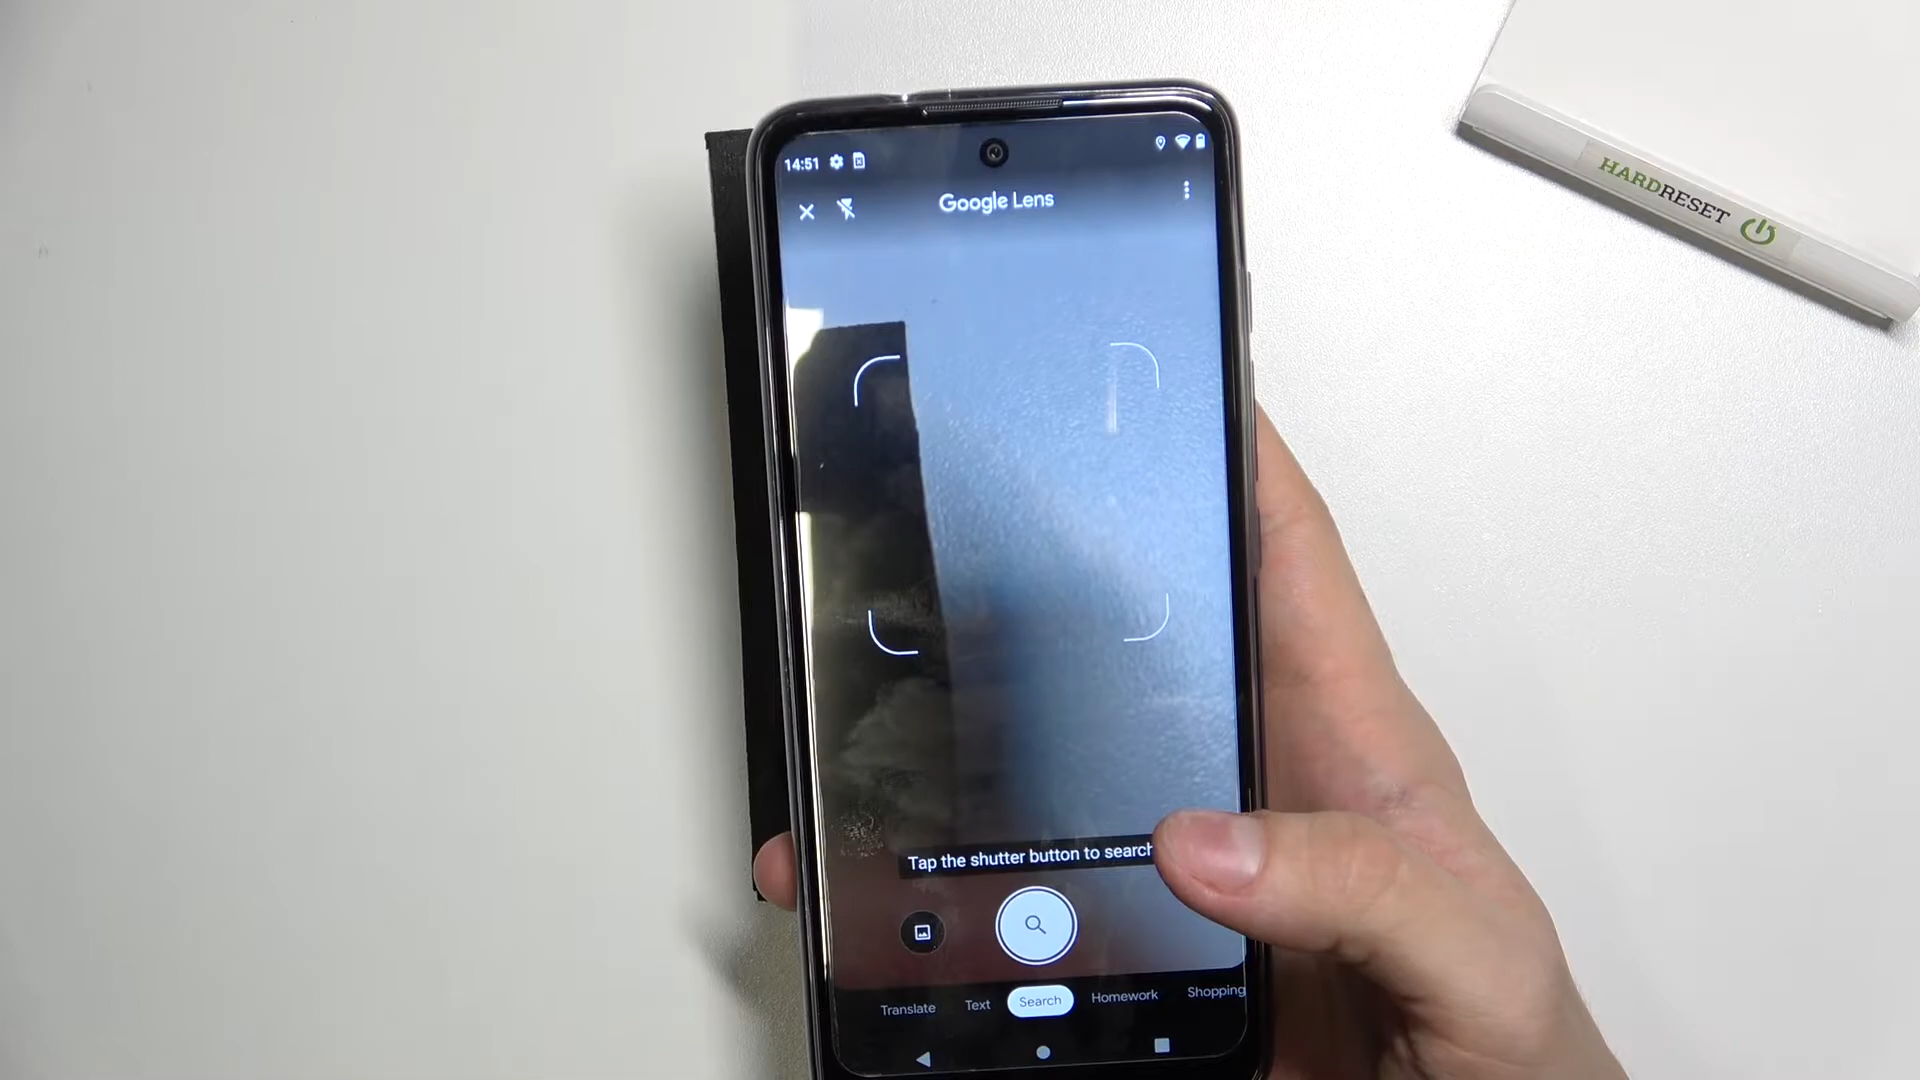 14:51
Google Lens
HARDRESET
Tap the shutter button to search
Translate Text Search Homework Shopping